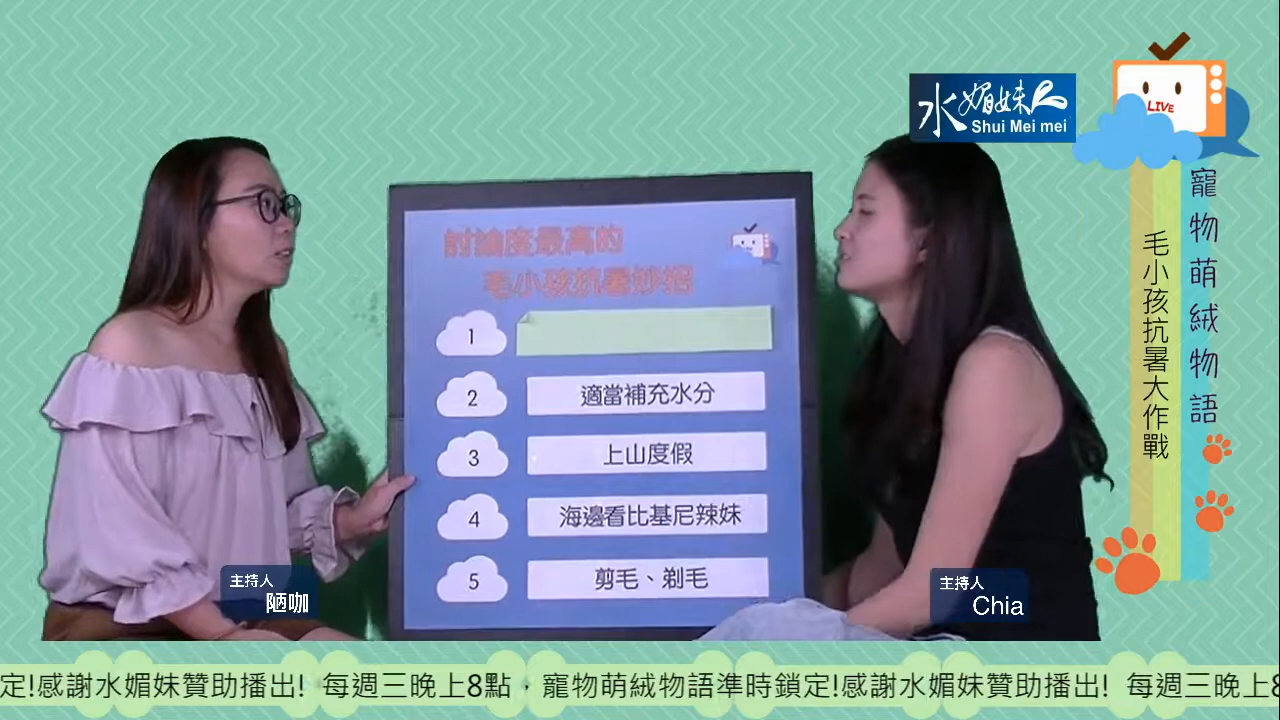 水媚妹
Shui Mei mei
LIVE
寵物萌絨物語
毛小孩抗暑大作戰
討論度最高的
毛小孩抗暑妙招
1
2 適當補充水分
3 上山度假
4 海邊看比基尼辣妹
5 剪毛、剃毛
主持人
陋咖
主持人
Chia
定!感謝水媚妹贊助播出! 每週三晚上8點，寵物萌絨物語準時鎖定!感謝水媚妹贊助播出! 每週三晚上8